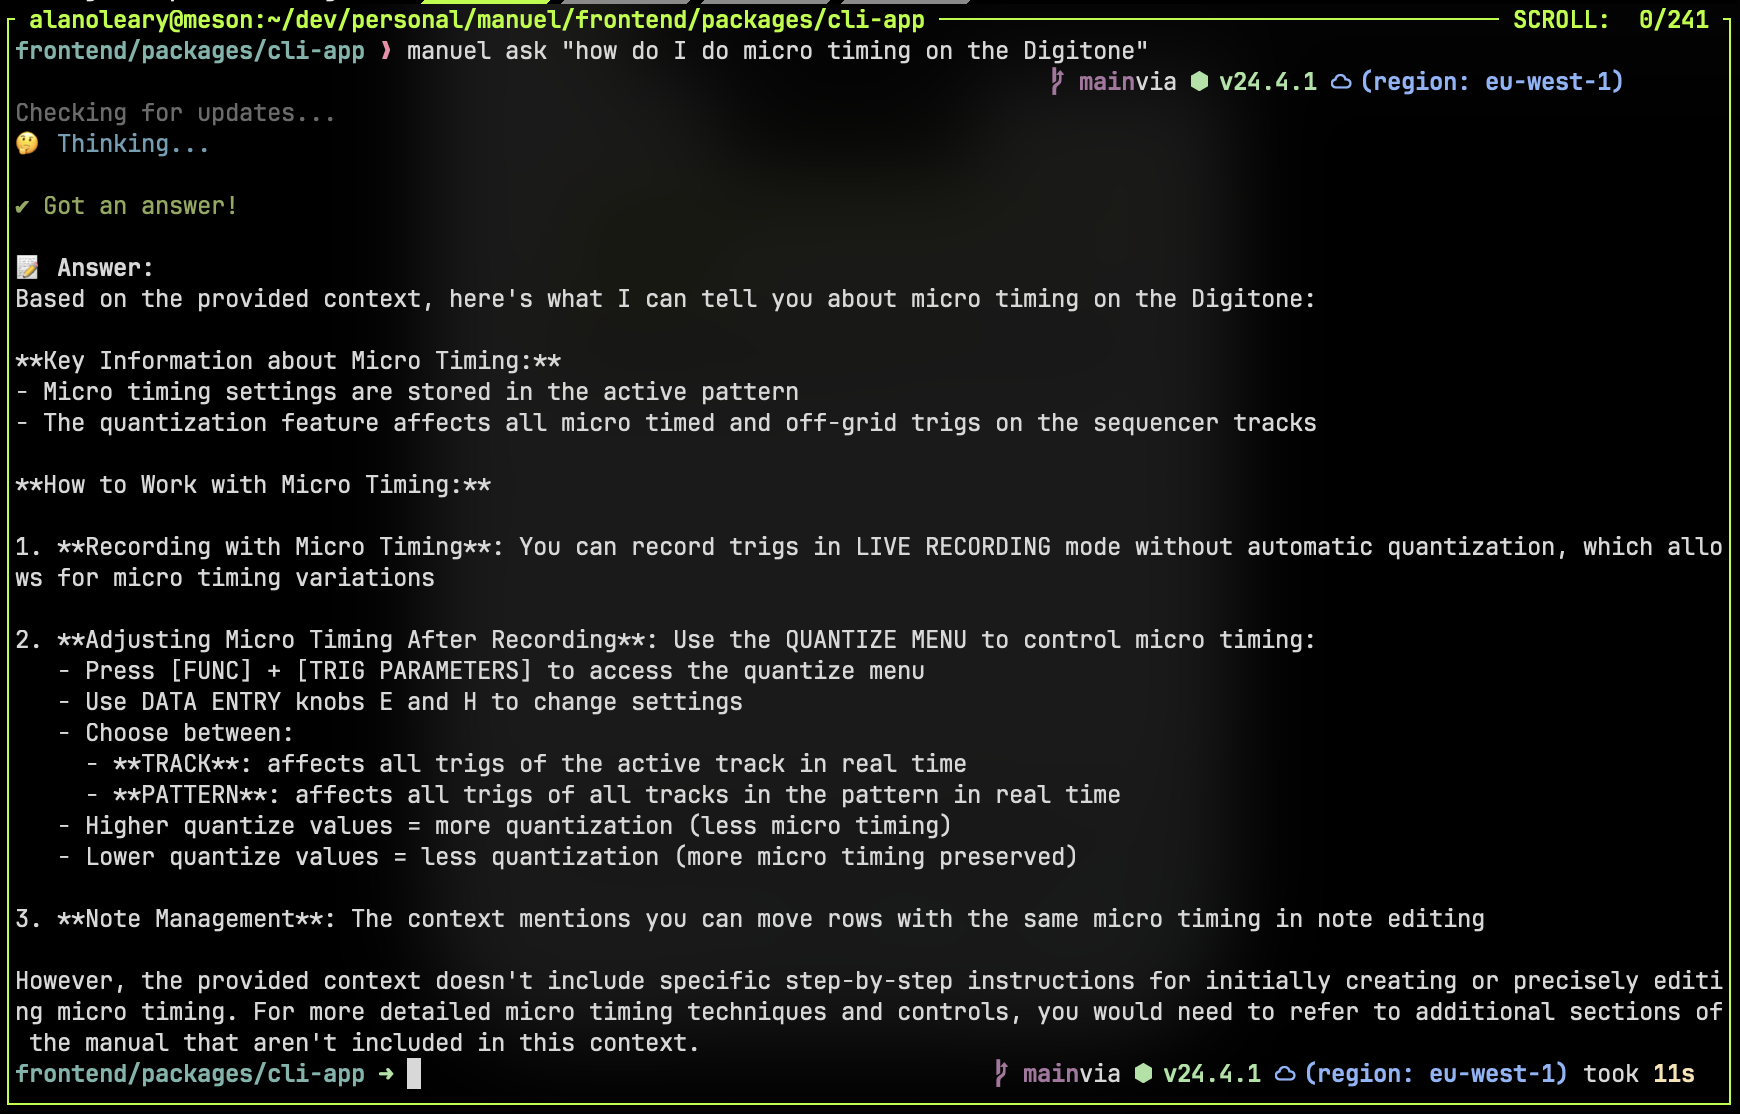 alanoleary@meson:~/dev/personal/manuel/frontend/packages/cli-app SCROLL: 0/241
frontend/packages/cli-app ❱ manuel ask "how do I do micro timing on the Digitone"
mainvia ⬢ v24.4.1 (region: eu-west-1)
Checking for updates...
🤔 Thinking...
✔ Got an answer!
📝 Answer:
Based on the provided context, here's what I can tell you about micro timing on the Digitone:
**Key Information about Micro Timing:**
- Micro timing settings are stored in the active pattern
- The quantization feature affects all micro timed and off-grid trigs on the sequencer tracks
**How to Work with Micro Timing:**
1. **Recording with Micro Timing**: You can record trigs in LIVE RECORDING mode without automatic quantization, which allo
ws for micro timing variations
2. **Adjusting Micro Timing After Recording**: Use the QUANTIZE MENU to control micro timing:
- Press [FUNC] + [TRIG PARAMETERS] to access the quantize menu
- Use DATA ENTRY knobs E and H to change settings
- Choose between:
- **TRACK**: affects all trigs of the active track in real time
- **PATTERN**: affects all trigs of all tracks in the pattern in real time
- Higher quantize values = more quantization (less micro timing)
- Lower quantize values = less quantization (more micro timing preserved)
3. **Note Management**: The context mentions you can move rows with the same micro timing in note editing
However, the provided context doesn't include specific step-by-step instructions for initially creating or precisely editi
ng micro timing. For more detailed micro timing techniques and controls, you would need to refer to additional sections of
the manual that aren't included in this context.
frontend/packages/cli-app ➜ mainvia ⬢ v24.4.1 (region: eu-west-1) took 11s